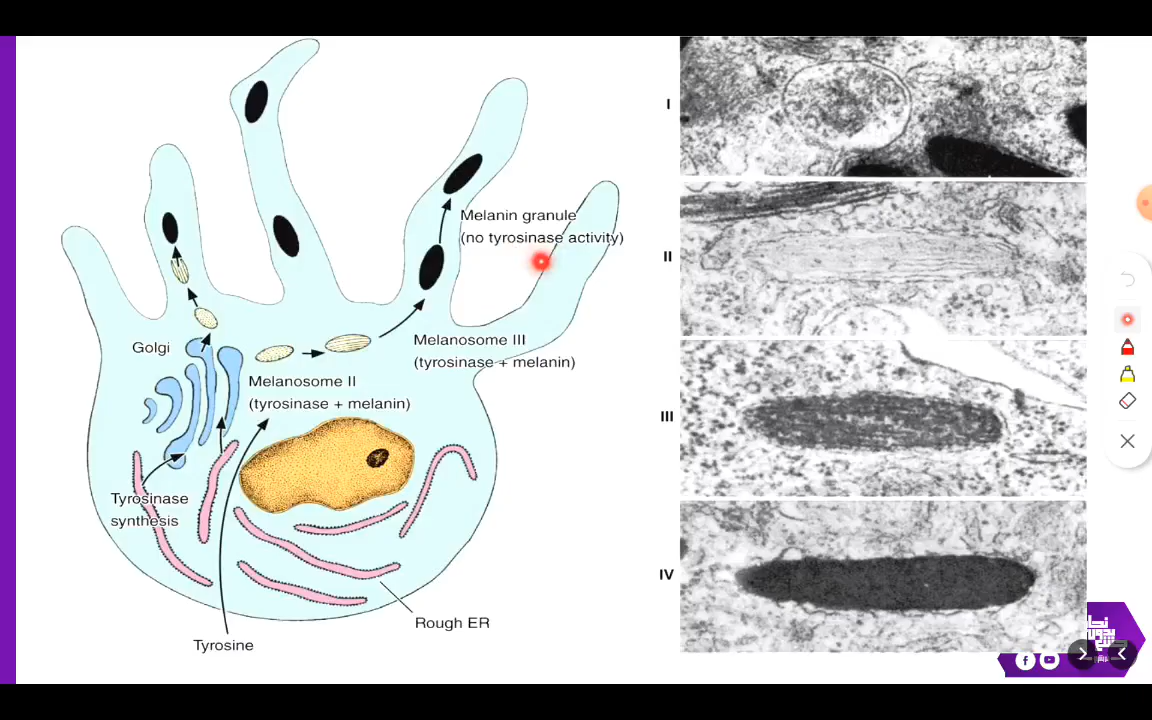 Melanin granule
(no tyrosinase activity)
Golgi
Melanosome III
(tyrosinase + melanin)
Melanosome II
(tyrosinase + melanin)
Tyrosinase
synthesis
Rough ER
Tyrosine
I
II
III
IV